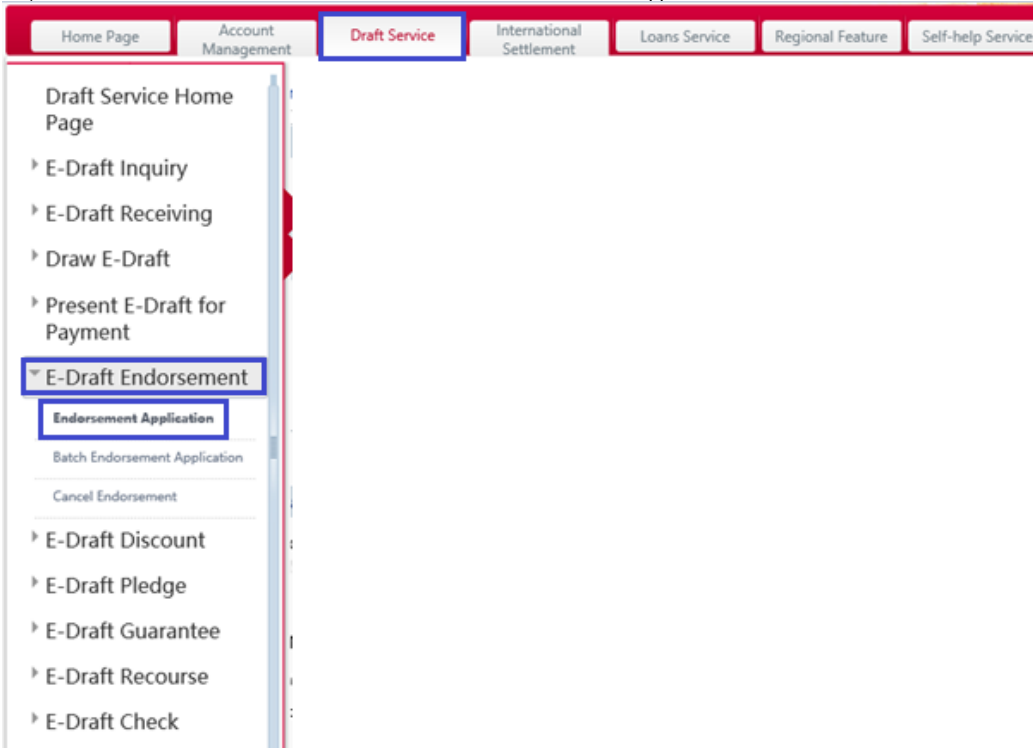 Home Page
Account
Management
Draft Service
International
Settlement
Loans Service
Regional Feature
Self-help Service
Draft Service Home
Page
E-Draft Inquiry
E-Draft Receiving
Draw E-Draft
Present E-Draft for
Payment
E-Draft Endorsement
Endorsement Application
Batch Endorsement Application
Cancel Endorsement
E-Draft Discount
E-Draft Pledge
E-Draft Guarantee
E-Draft Recourse
E-Draft Check